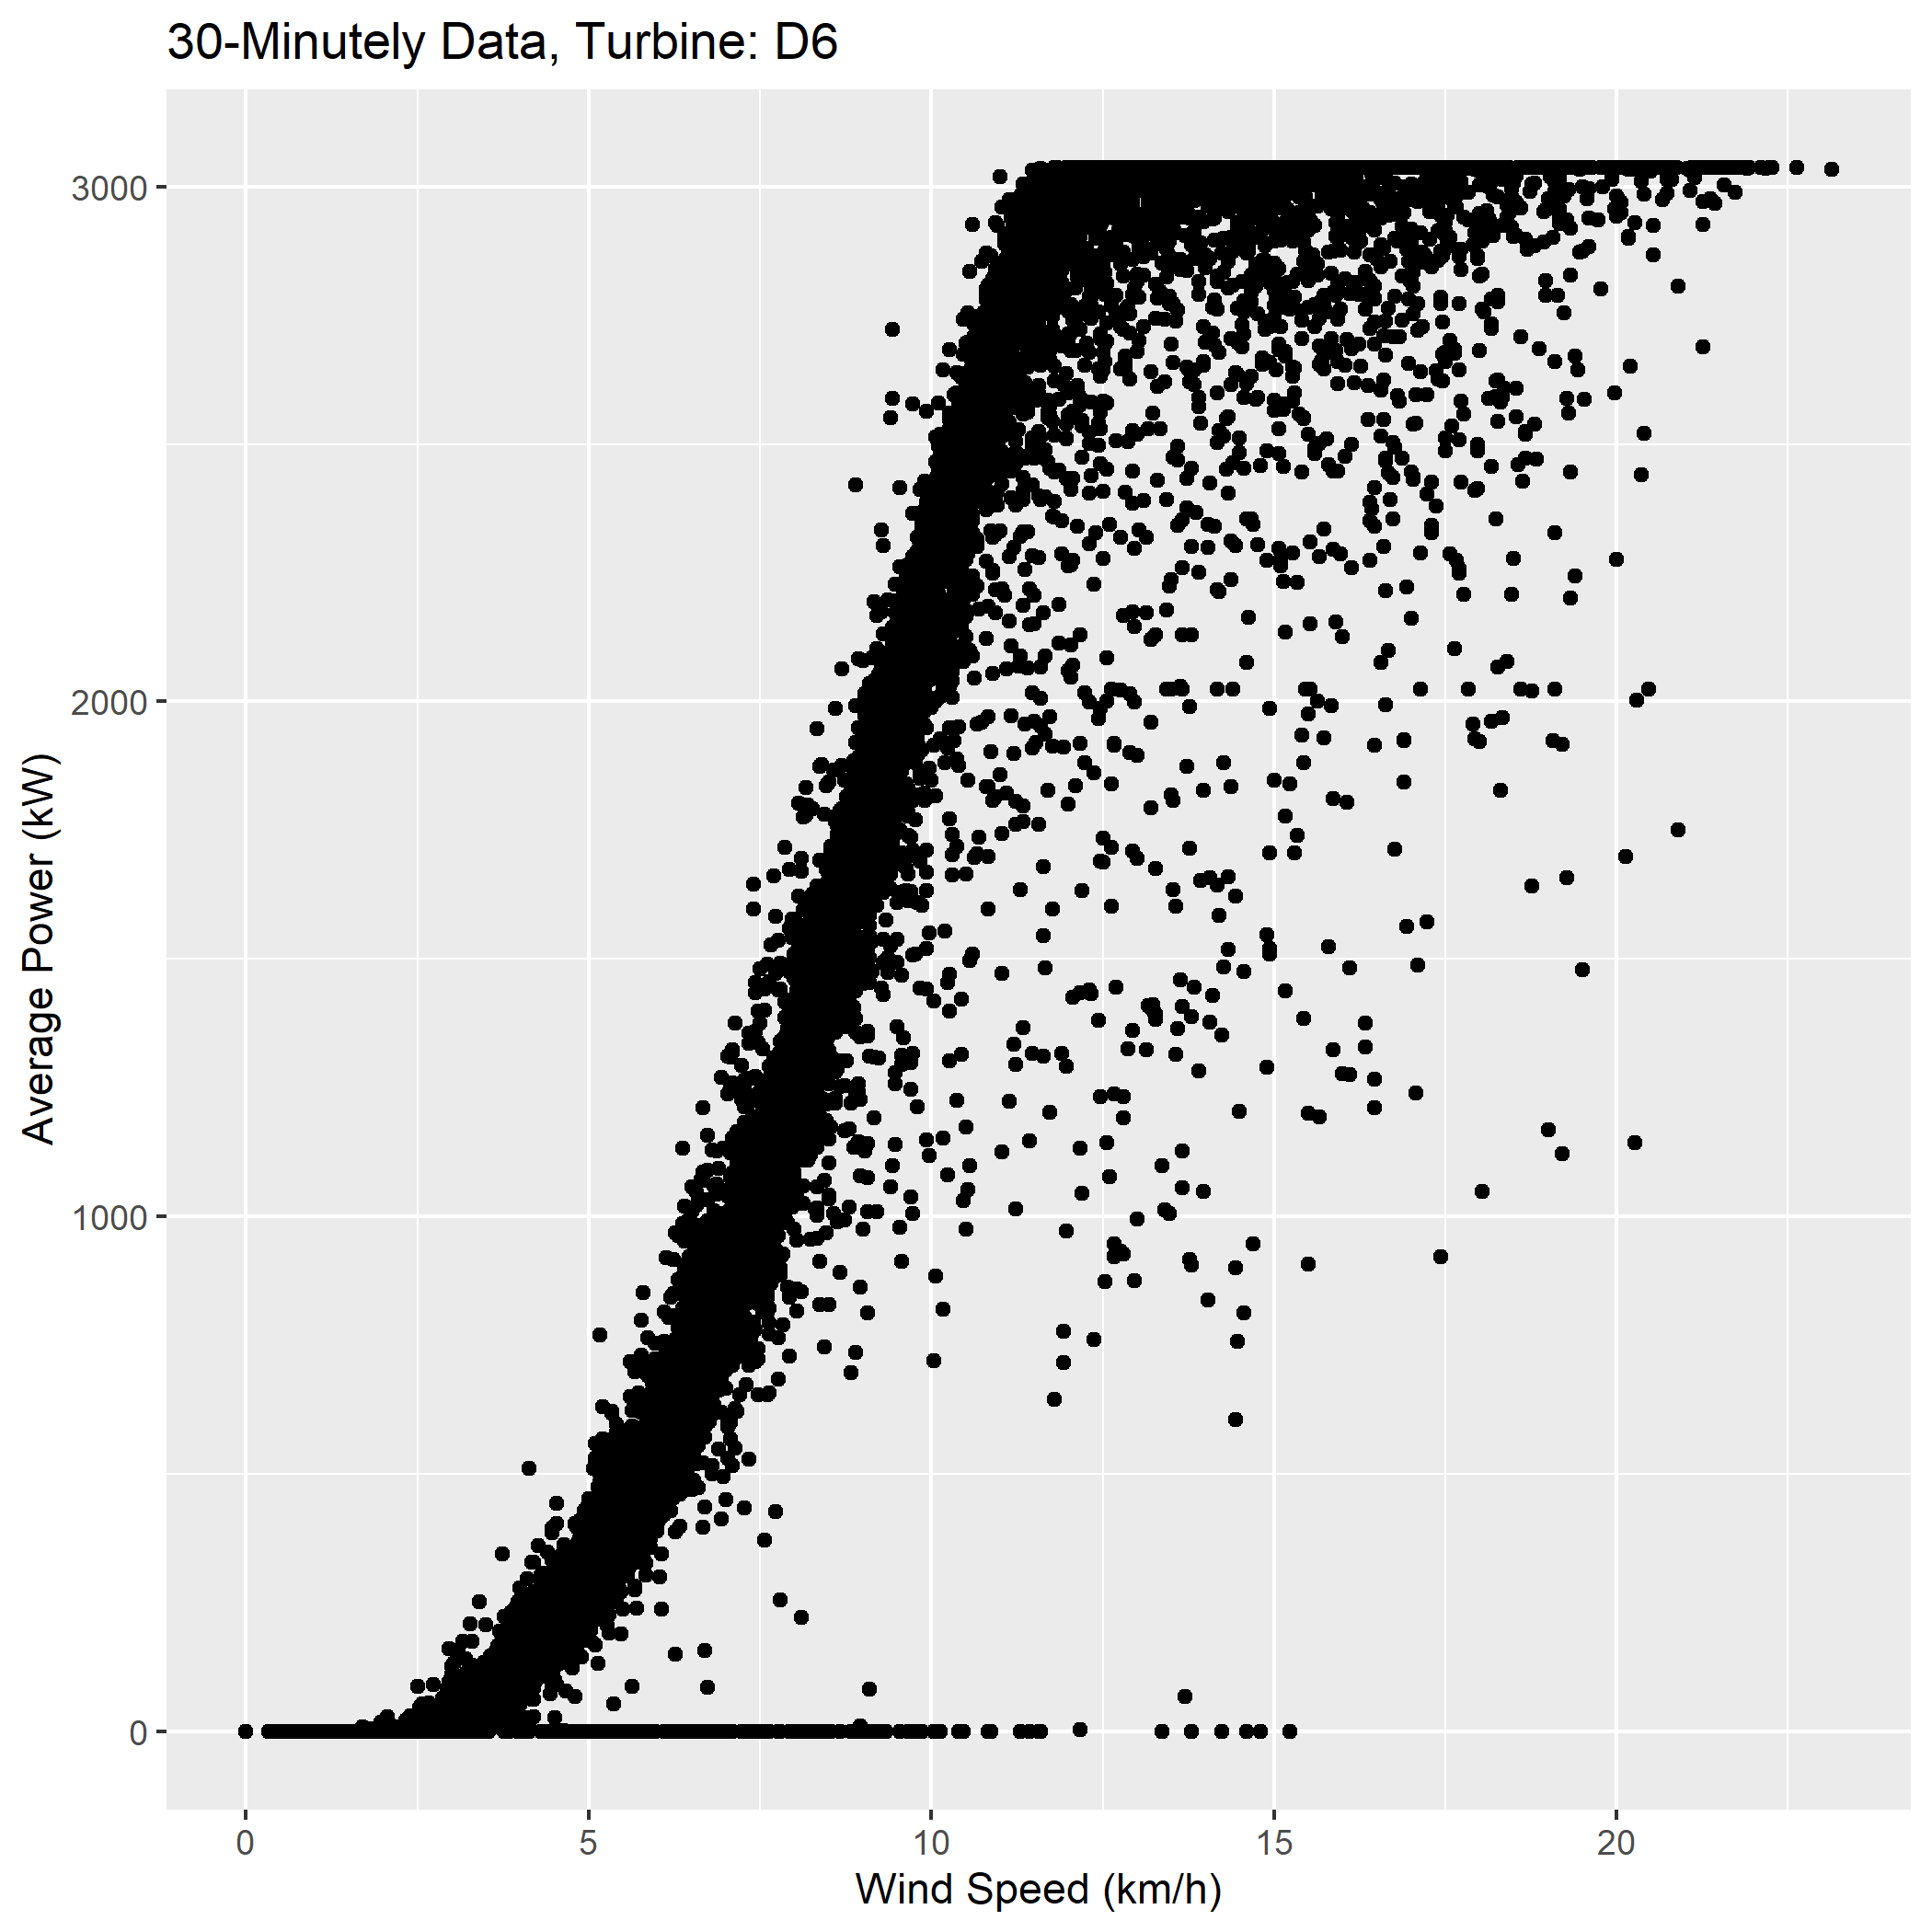 30-Minutely Data, Turbine: D6
Average Power (kW)
3000
2000
1000
0
0 5 10 15 20
Wind Speed (km/h)